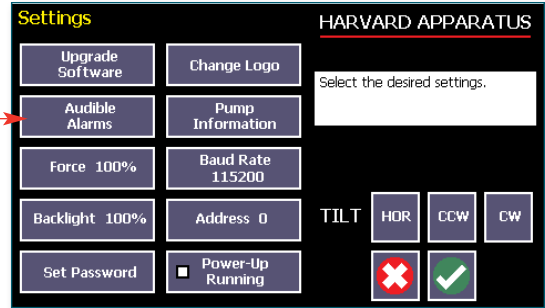 Settings
HARVARD APPARATUS
Upgrade
Software
Change Logo
Select the desired settings.
Audible
Alarms
Pump
Information
Force 100%
Baud Rate
115200
Backlight 100%
Address 0
TILT HOR CCW CW
Set Password
Power-Up
Running